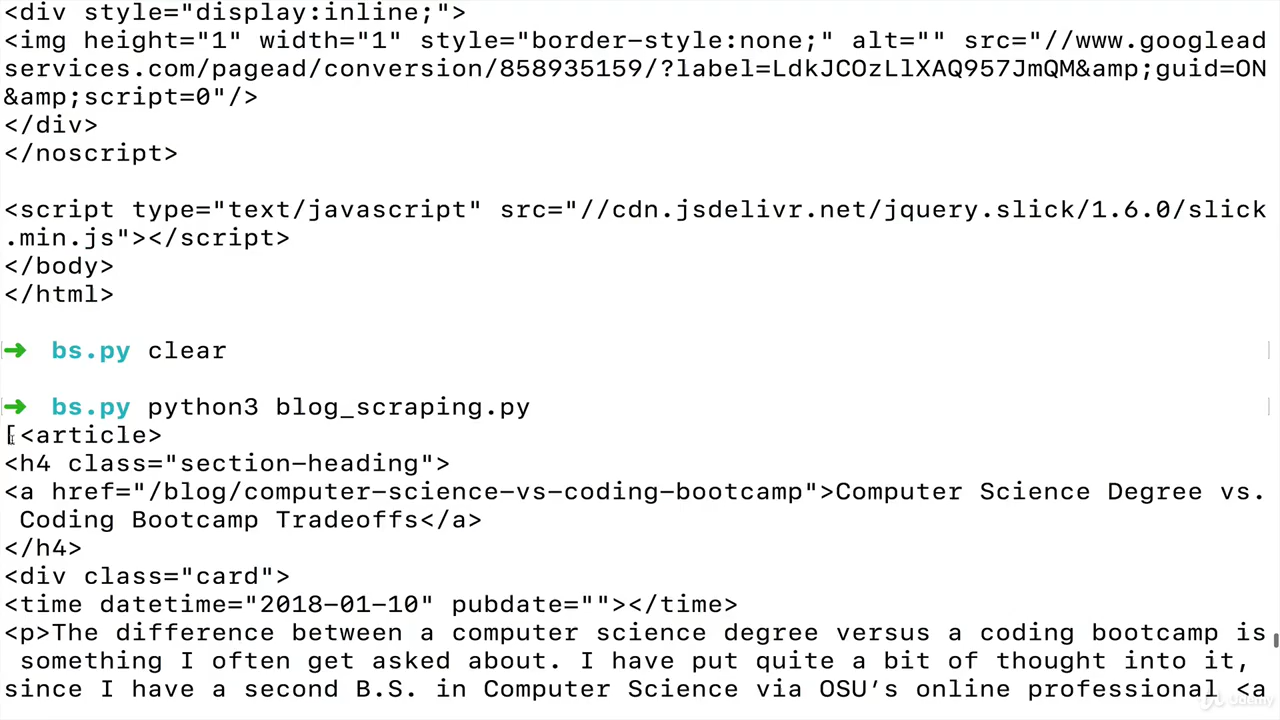 <div style="display:inline;">
<img height="1" width="1" style="border-style:none;" alt="" src="//www.googlead
services.com/pagead/conversion/858935159/?label=LdkJCOzLlXAQ957JmQM&amp;guid=ON
&amp;script=0"/>
</div>
</noscript>
<script type="text/javascript" src="//cdn.jsdelivr.net/jquery.slick/1.6.0/slick
.min.js"></script>
</body>
</html>
➜ bs.py clear
➜ bs.py python3 blog_scraping.py
[<article>
<h4 class="section-heading">
<a href="/blog/computer-science-vs-coding-bootcamp">Computer Science Degree vs.
Coding Bootcamp Tradeoffs</a>
</h4>
<div class="card">
<time datetime="2018-01-10" pubdate=""></time>
<p>The difference between a computer science degree versus a coding bootcamp is
something I often get asked about. I have put quite a bit of thought into it,
since I have a second B.S. in Computer Science via OSU’s online professional <a
udemy